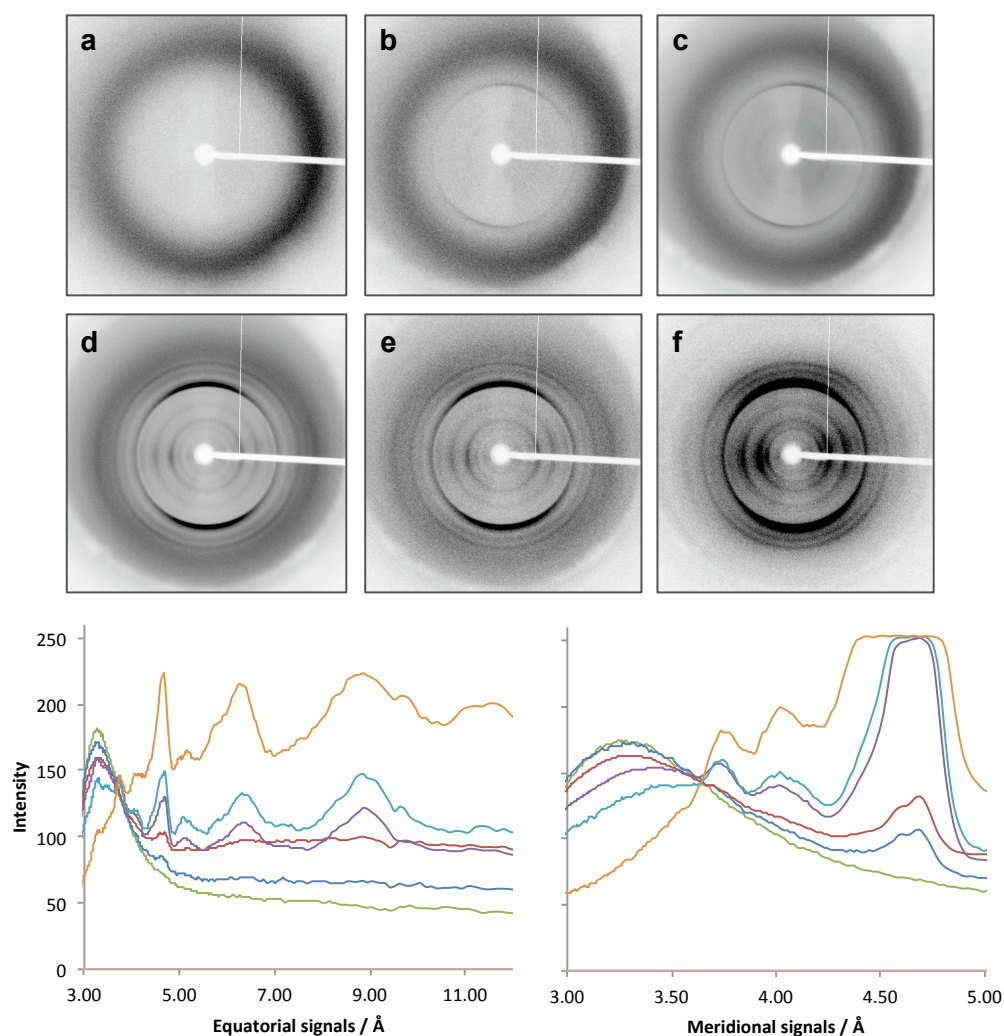 a
b
c
d
e
f
250
200
150
100
50
0
Intensity
3.00 5.00 7.00 9.00 11.00
Equatorial signals / Å
3.00 3.50 4.00 4.50 5.00
Meridional signals / Å